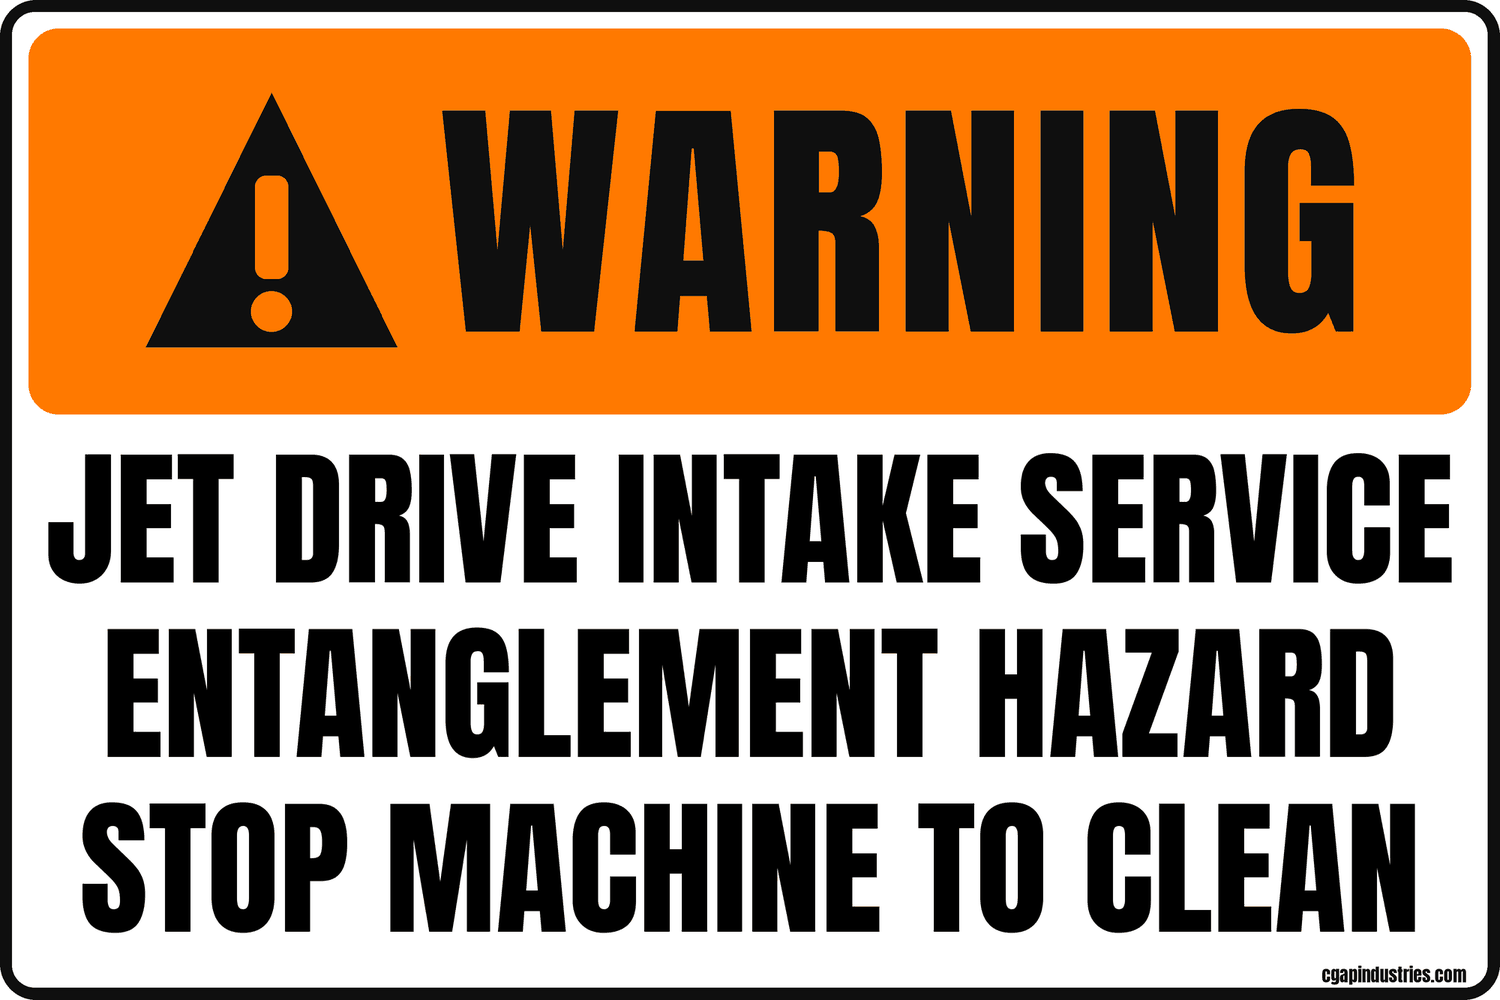 WARNING
JET DRIVE INTAKE SERVICE
ENTANGLEMENT HAZARD
STOP MACHINE TO CLEAN
cgapindustries.com